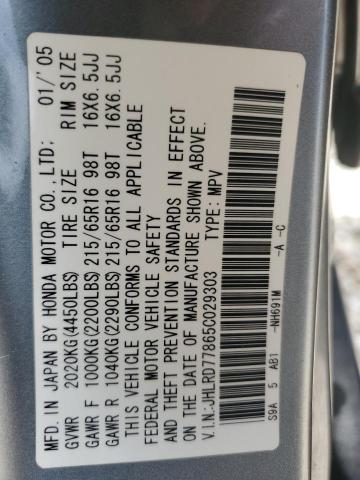 MFD. IN JAPAN BY HONDA MOTOR CO.,LTD; 01/'05
GVWR 2020KG(4450LBS) TIRE SIZE RIM SIZE
GAWR F 1000KG(2200LBS) 215/65R16 98T 16X6.5JJ
GAWR R 1040KG(2290LBS) 215/65R16 98T 16X6.5JJ
THIS VEHICLE CONFORMS TO ALL APPLICABLE
FEDERAL MOTOR VEHICLE SAFETY
AND THEFT PREVENTION STANDARDS IN EFFECT
ON THE DATE OF MANUFACTURE SHOWN ABOVE.
V.I.N.:JHLRD77865C029303 TYPE: MPV
S9A 5 AB1 -NH691M -A -C